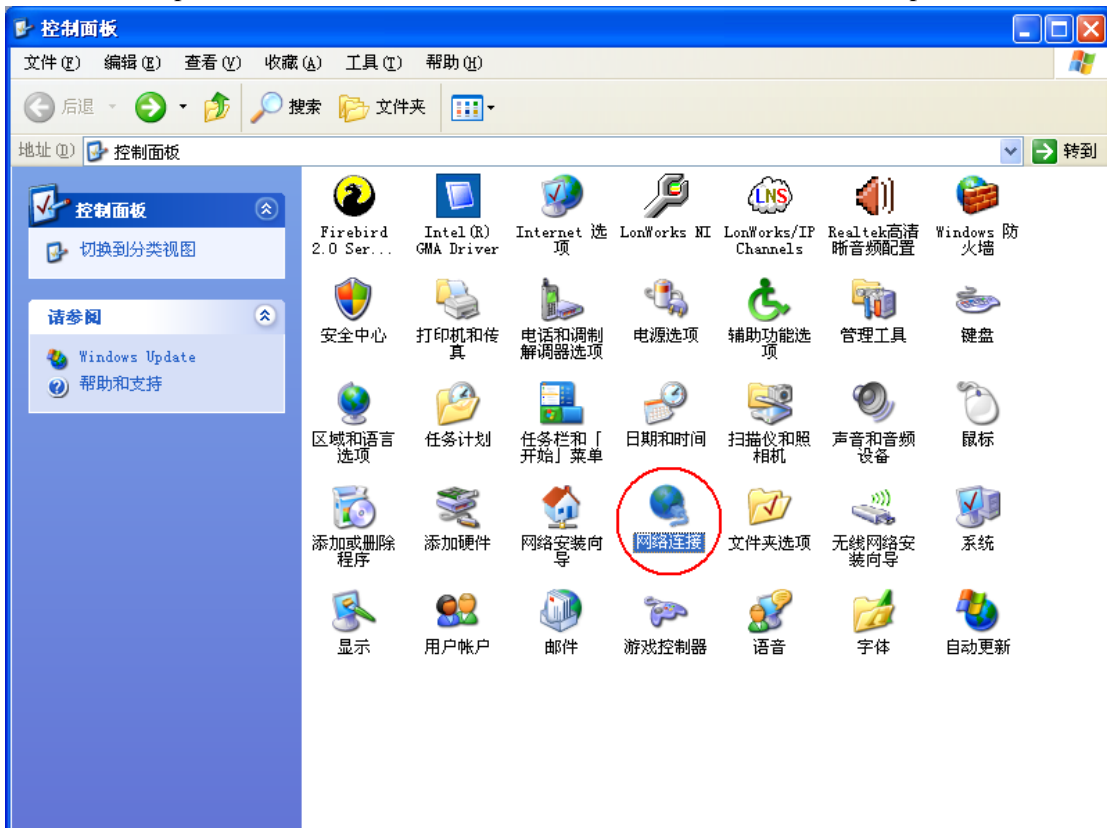 控制面板
文件(F) 编辑(E) 查看(V) 收藏(A) 工具(T) 帮助(H)
后退 搜索 文件夹
地址(D) 控制面板 转到
控制面板
切换到分类视图
请参阅
Windows Update
帮助和支持
Firebird
2.0 Ser...
Intel(R)
GMA Driver
Internet 选
项
LonWorks NI
LonWorks/IP
Channels
Realtek高清
晰音频配置
Windows 防
火墙
安全中心
打印机和传
真
电话和调制
解调器选项
电源选项
辅助功能选
项
管理工具
键盘
区域和语言
选项
任务计划
任务栏和「
开始」菜单
日期和时间
扫描仪和照
相机
声音和音频
设备
鼠标
添加或删除
程序
添加硬件
网络安装向
导
网络连接
文件夹选项
无线网络安
装向导
系统
显示
用户帐户
邮件
游戏控制器
语音
字体
自动更新
LNS